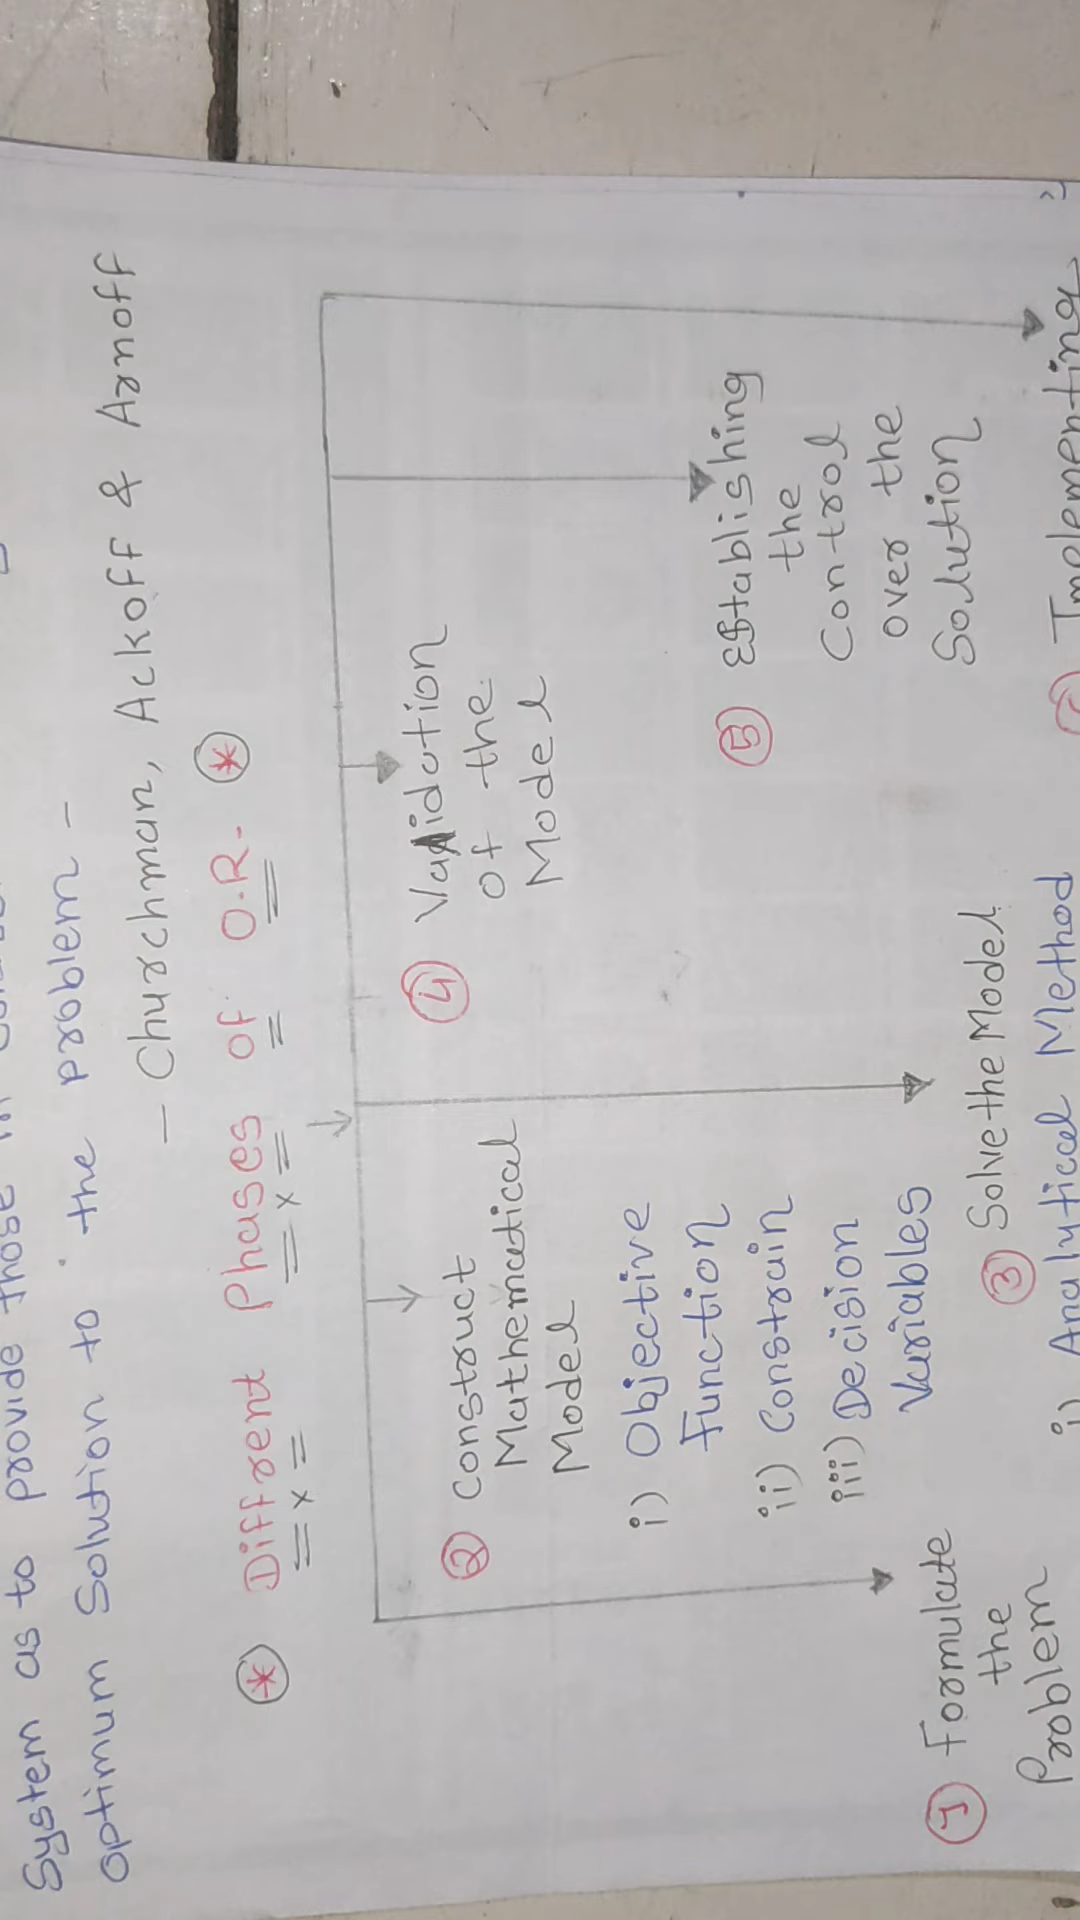 System as to provide those
optimum Solution to the problem -
- Churchman, Ackoff & Arnoff
* Diffrent Phases of O.R. *
② Construct
Mathematical
Model
i) Objective
Function
ii) Constrain
iii) Decision
Variables
④ Validation
of the
Model
⑤ Establishing
the
Control
over the
Solution
① Formulate
the
Problem
③ Solve the Model
i) Analytical Method
Implementing